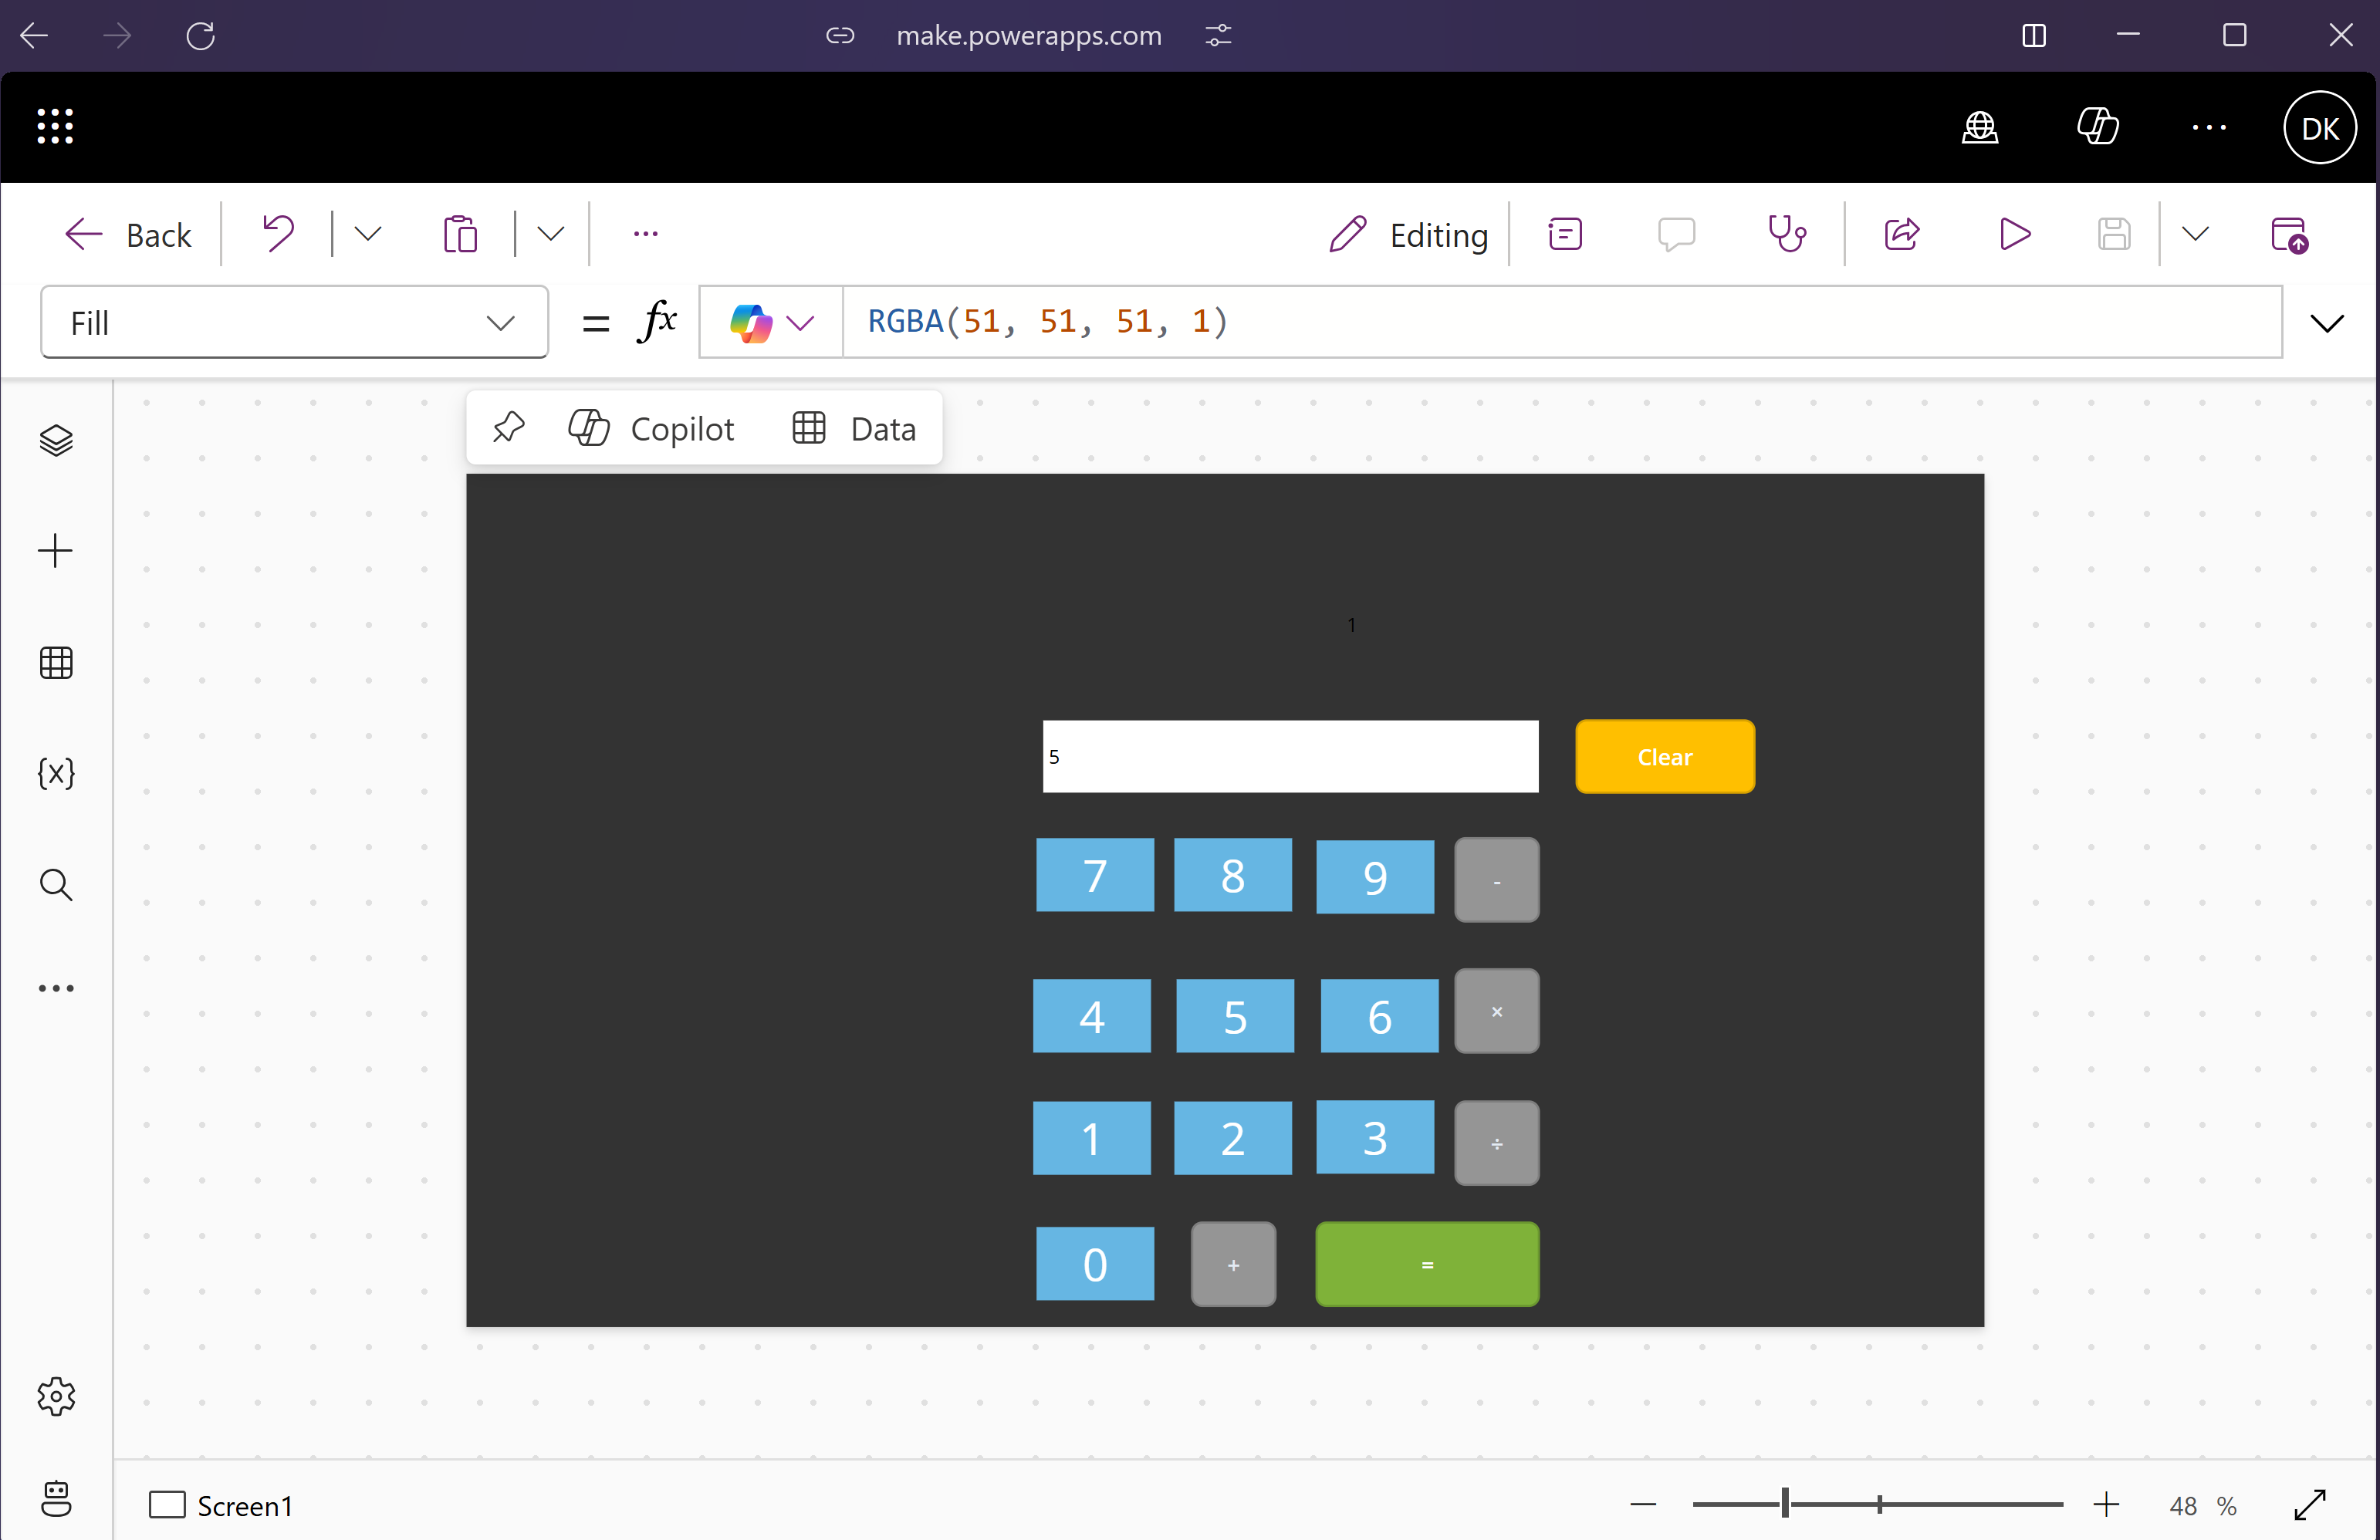 make.powerapps.com
DK
Back
Editing
Fill
= fx RGBA(51, 51, 51, 1)
Copilot Data
1
5 Clear
7 8 9 -
4 5 6 ×
1 2 3 ÷
0 + =
Screen1
48 %